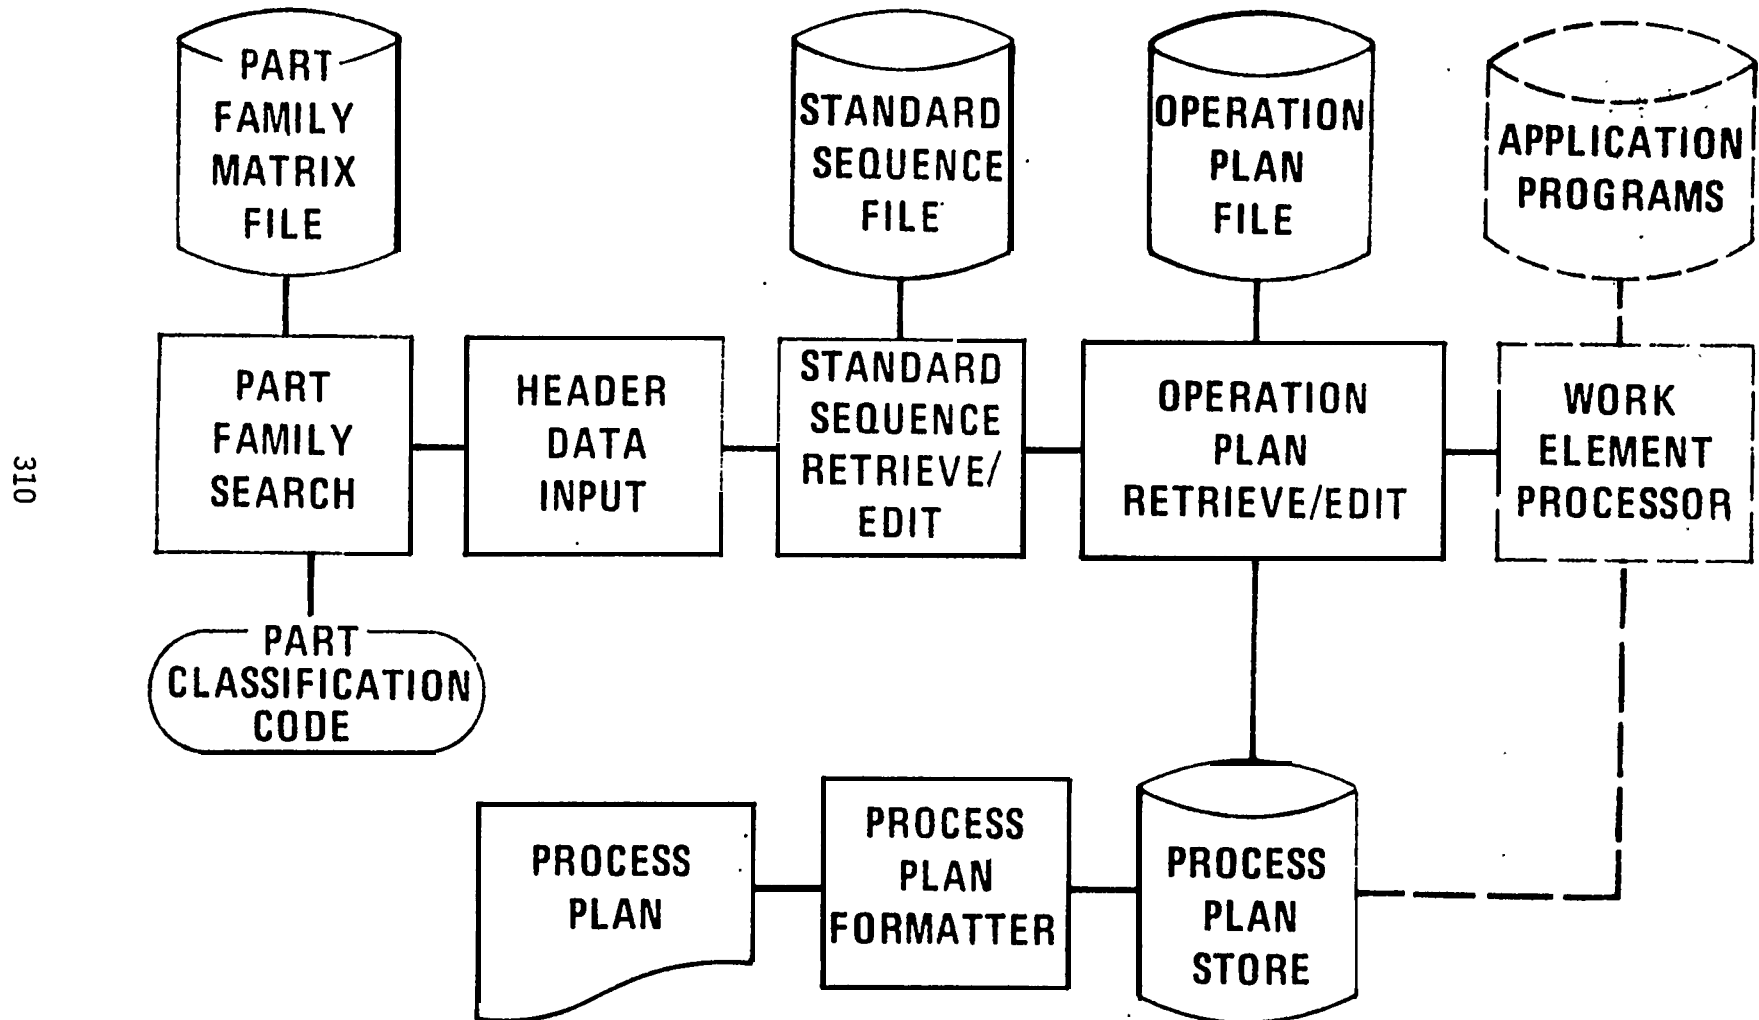 PART
FAMILY
MATRIX
FILE
STANDARD
SEQUENCE
FILE
OPERATION
PLAN
FILE
APPLICATION
PROGRAMS
PART
FAMILY
SEARCH
HEADER
DATA
INPUT
STANDARD
SEQUENCE
RETRIEVE/
EDIT
OPERATION
PLAN
RETRIEVE/EDIT
WORK
ELEMENT
PROCESSOR
310
PART
CLASSIFICATION
CODE
PROCESS
PLAN
PROCESS
PLAN
FORMATTER
PROCESS
PLAN
STORE